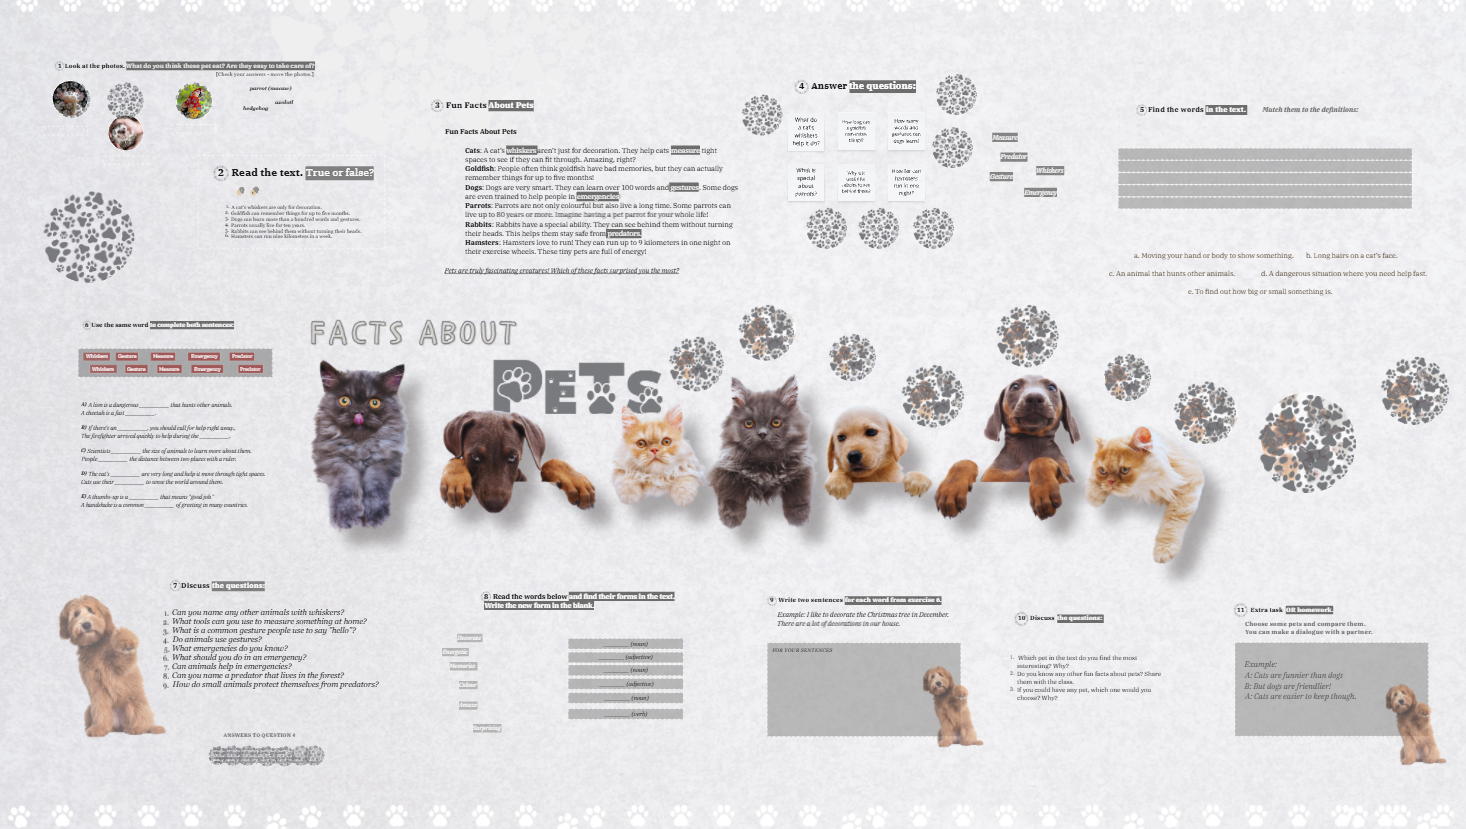 1 Look at the photos. What do you think these pet eat? Are they easy to take care of?
[Check your answers - move the photos.]
parrot (macaw)
axolotl
hedgehog
2 Read the text. True or false?
1. A cat's whiskers are only for decoration.
2. Goldfish can remember things for up to five months.
3. Dogs can learn more than a hundred words and gestures.
4. Parrots usually live for ten years.
5. Rabbits can see behind them without turning their heads.
6. Hamsters can run nine kilometers in a week.
3 Fun Facts About Pets
Fun Facts About Pets
Cats: A cat's whiskers aren't just for decoration. They help cats measure tight
spaces to see if they can fit through. Amazing, right?
Goldfish: People often think goldfish have bad memories, but they can actually
remember things for up to five months!
Dogs: Dogs are very smart. They can learn over 100 words and gestures. Some dogs
are even trained to help people in emergencies!
Parrots: Parrots are not only colourful but also live a long time. Some parrots can
live up to 80 years or more. Imagine having a pet parrot for your whole life!
Rabbits: Rabbits have a special ability. They can see behind them without turning
their heads. This helps them stay safe from predators.
Hamsters: Hamsters love to run! They can run up to 9 kilometers in one night on
their exercise wheels. These tiny pets are full of energy!
Pets are truly fascinating creatures! Which of these facts surprised you the most?
4 Answer the questions:
What do
a cat's
whiskers
help it do?
How long can
a goldfish
remember
things?
How many
words and
gestures can
dogs learn?
What is
special
about
parrots?
Why is it
useful for
rabbits to see
behind them?
How far can
hamsters
run in one
night?
Measure
Predator
Whiskers
Gesture
Emergency
5 Find the words in the text. Match them to the definitions:
a. Moving your hand or body to show something. b. Long hairs on a cat's face.
c. An animal that hunts other animals. d. A dangerous situation where you need help fast.
e. To find out how big or small something is.
6 Use the same word to complete both sentences:
Whiskers Gesture Measure Emergency Predator
Whiskers Gesture Measure Emergency Predator
A) A lion is a dangerous __________ that hunts other animals.
A cheetah is a fast __________.
B) If there's an __________, you should call for help right away.
The firefighter arrived quickly to help during the __________.
C) Scientists __________ the size of animals to learn more about them.
People __________ the distance between two places with a ruler.
D) The cat's __________ are very long and help it move through tight spaces.
Cats use their __________ to sense the world around them.
E) A thumbs-up is a __________ that means "good job."
A handshake is a common __________ of greeting in many countries.
FACTS ABOUT
PETS
7 Discuss the questions:
1. Can you name any other animals with whiskers?
2. What tools can you use to measure something at home?
3. What is a common gesture people use to say "hello"?
4. Do animals use gestures?
5. What emergencies do you know?
6. What should you do in an emergency?
7. Can animals help in emergencies?
8. Can you name a predator that lives in the forest?
9. How do small animals protect themselves from predators?
ANSWERS TO QUESTION 4
8 Read the words below and find their forms in the text.
Write the new form in the blank.
Decorate
Energetic
Memorize
Amaze
________ (noun)
________ (adjective)
________ (noun)
________ (adjective)
________ (noun)
________ (verb)
9 Write two sentences for each word from exercise 8.
Example: I like to decorate the Christmas tree in December.
There are a lot of decorations in our house.
FOR YOUR SENTENCES
10 Discuss the questions:
1. Which pet in the text do you find the most
interesting? Why?
2. Do you know any other fun facts about pets? Share
them with the class.
3. If you could have any pet, which one would you
choose? Why?
11 Extra task OR homework.
Choose some pets and compare them.
You can make a dialogue with a partner.
Example:
A: Cats are funnier than dogs
B: But dogs are friendlier!
A: Cats are easier to keep though.